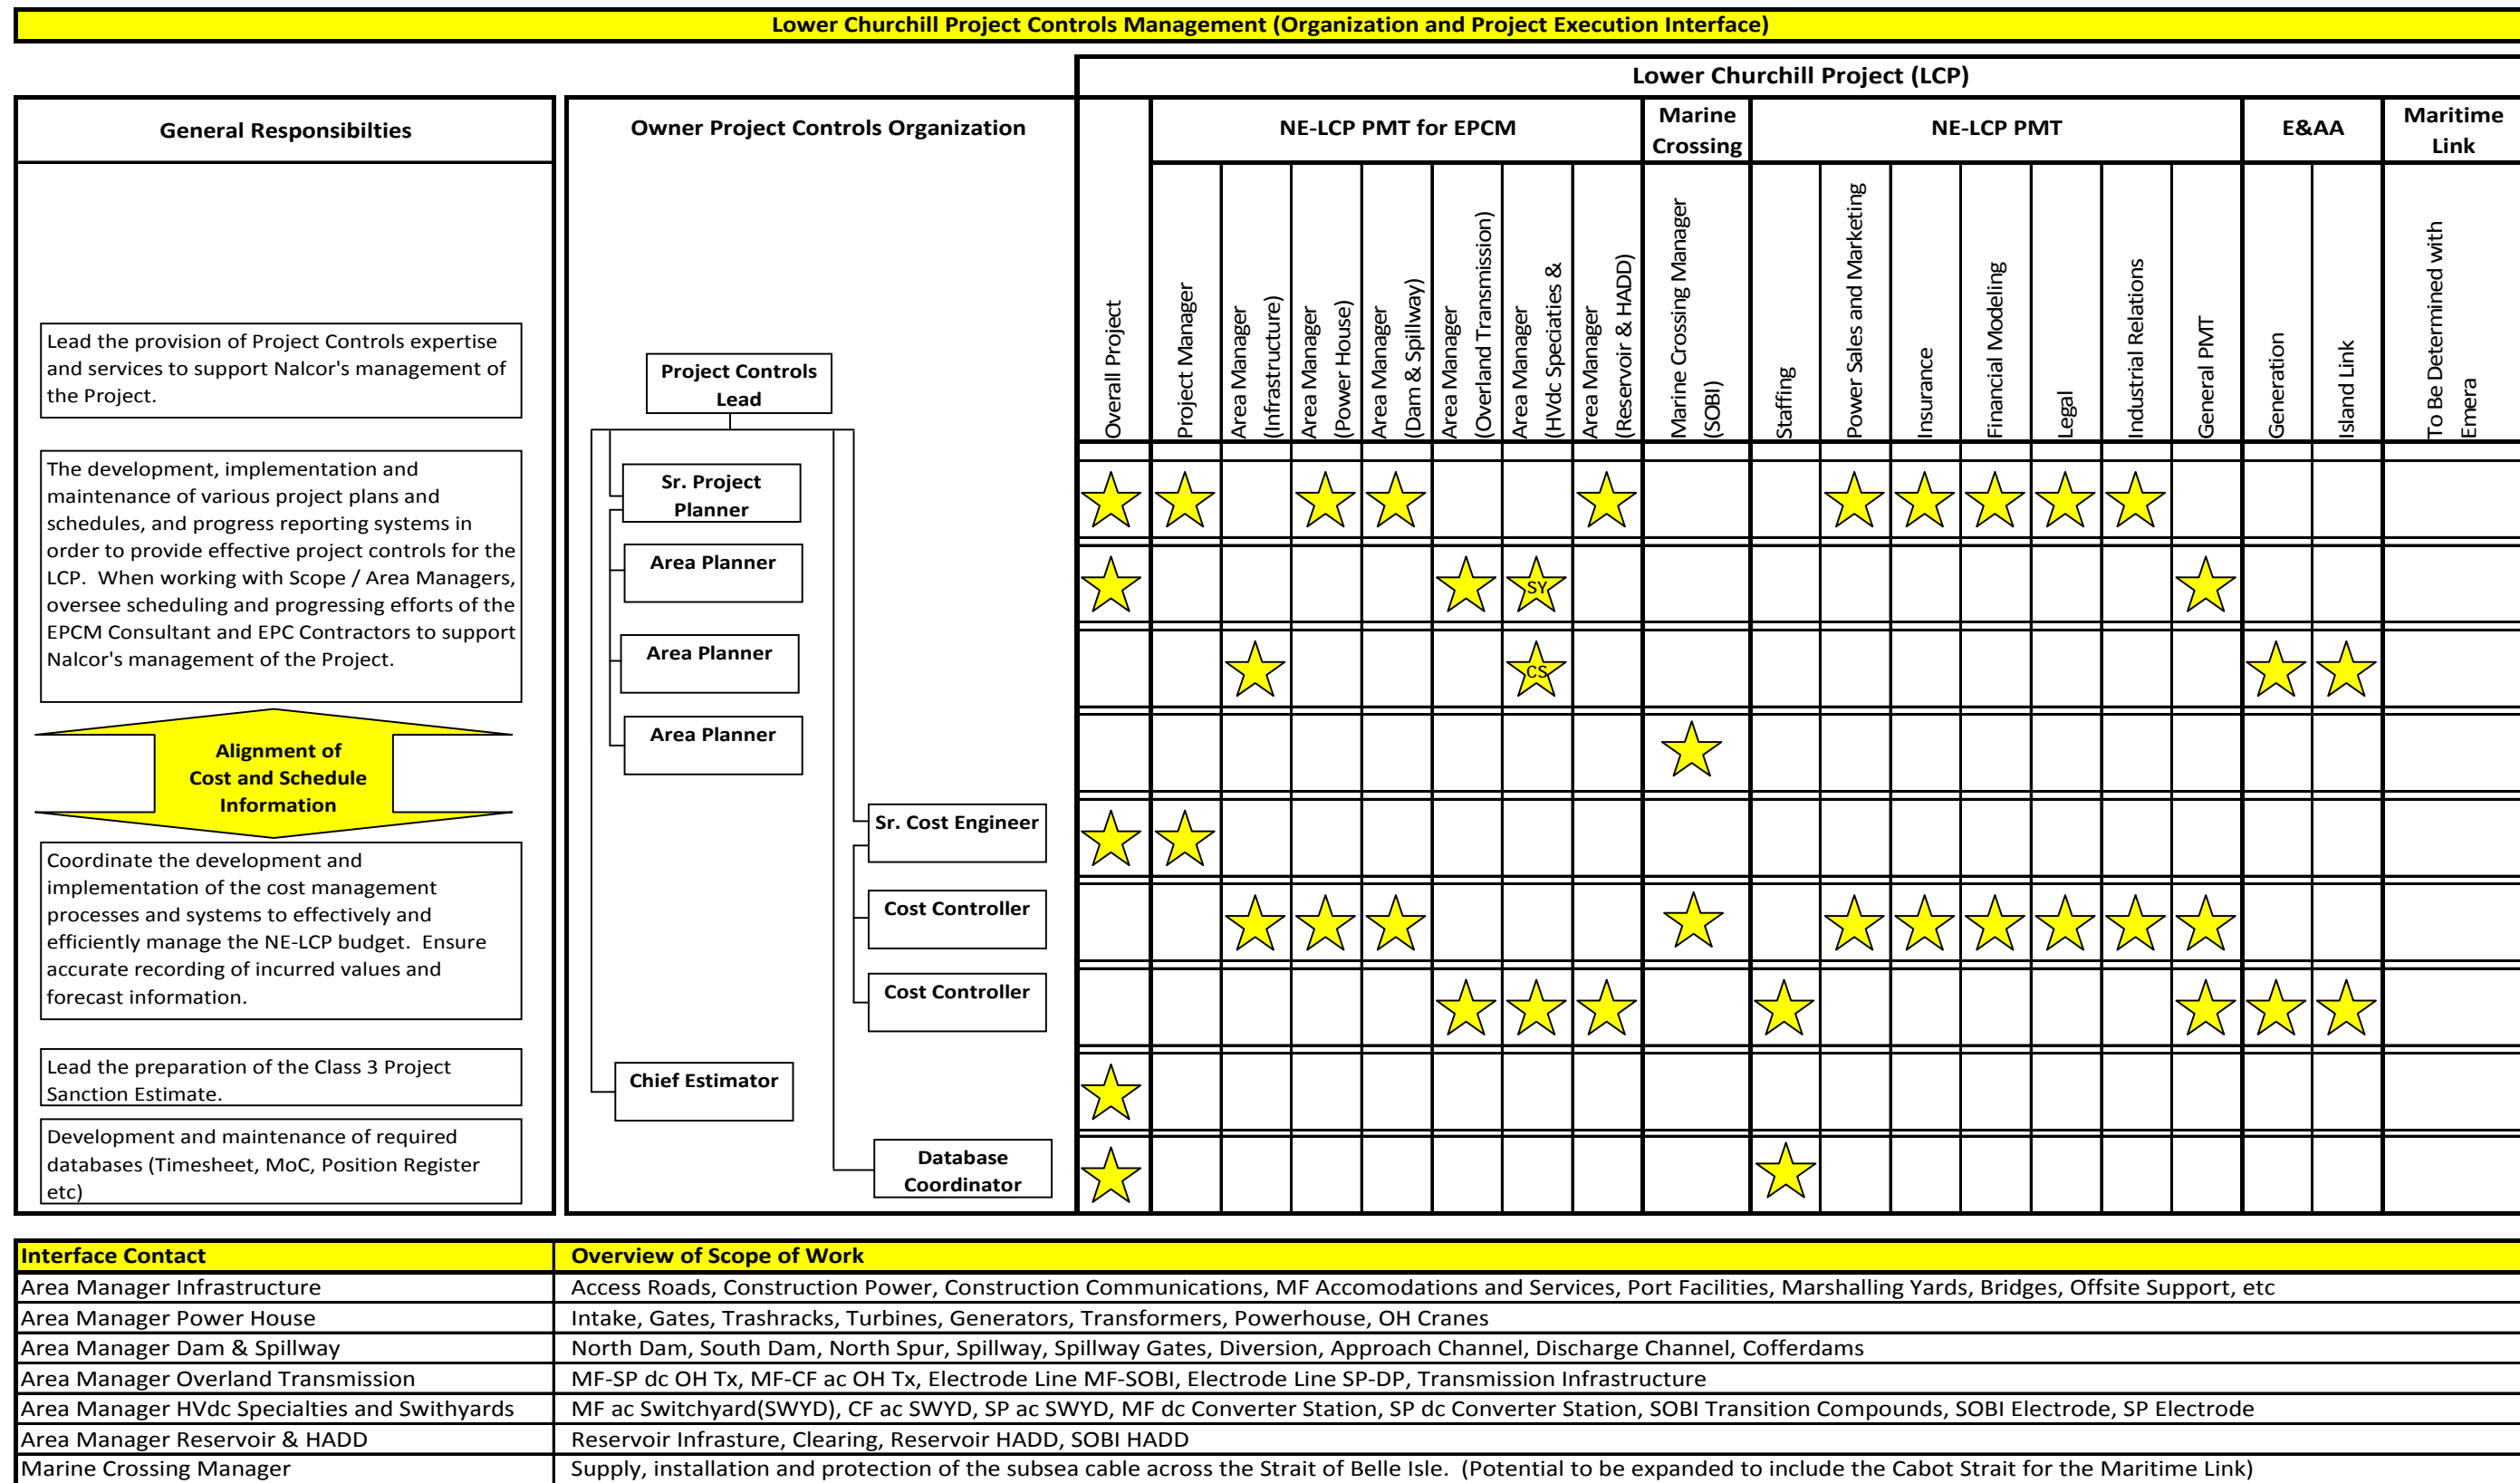 Lower Churchill Project Controls Management (Organization and Project Execution Interface)
Lower Churchill Project (LCP)
General Responsibilties
Owner Project Controls Organization
NE-LCP PMT for EPCM
Marine
Crossing
NE-LCP PMT
E&AA
Maritime
Link
Overall Project
Project Manager
Area Manager
(Infrastructure)
Area Manager
(Power House)
Area Manager
(Dam & Spillway)
Area Manager
(Overland Transmission)
Area Manager
(HVdc Speciaties &
Area Manager
(Reservoir & HADD)
Marine Crossing Manager
(SOBI)
Staffing
Power Sales and Marketing
Insurance
Financial Modeling
Legal
Industrial Relations
General PMT
Generation
Island Link
To Be Determined with
Emera
Lead the provision of Project Controls expertise
and services to support Nalcor's management of
the Project.
Project Controls
Lead
The development, implementation and
maintenance of various project plans and
schedules, and progress reporting systems in
order to provide effective project controls for the
LCP.  When working with Scope / Area Managers,
oversee scheduling and progressing efforts of the
EPCM Consultant and EPC Contractors to support
Nalcor's management of the Project.
Sr. Project
Planner
Area Planner
SY
Area Planner
CS
Area Planner
Alignment of
Cost and Schedule
Information
Sr. Cost Engineer
Coordinate the development and
implementation of the cost management
processes and systems to effectively and
efficiently manage the NE-LCP budget.  Ensure
accurate recording of incurred values and
forecast information.
Cost Controller
Cost Controller
Lead the preparation of the Class 3 Project
Sanction Estimate.
Chief Estimator
Development and maintenance of required
databases (Timesheet, MoC, Position Register
etc)
Database
Coordinator
Interface Contact
Overview of Scope of Work
Area Manager Infrastructure
Access Roads, Construction Power, Construction Communications, MF Accomodations and Services, Port Facilities, Marshalling Yards, Bridges, Offsite Support, etc
Area Manager Power House
Intake, Gates, Trashracks, Turbines, Generators, Transformers, Powerhouse, OH Cranes
Area Manager Dam & Spillway
North Dam, South Dam, North Spur, Spillway, Spillway Gates, Diversion, Approach Channel, Discharge Channel, Cofferdams
Area Manager Overland Transmission
MF-SP dc OH Tx, MF-CF ac OH Tx, Electrode Line MF-SOBI, Electrode Line SP-DP, Transmission Infrastructure
Area Manager HVdc Specialties and Swithyards
MF ac Switchyard(SWYD), CF ac SWYD, SP ac SWYD, MF dc Converter Station, SP dc Converter Station, SOBI Transition Compounds, SOBI Electrode, SP Electrode
Area Manager Reservoir & HADD
Reservoir Infrasture, Clearing, Reservoir HADD, SOBI HADD
Marine Crossing Manager
Supply, installation and protection of the subsea cable across the Strait of Belle Isle.  (Potential to be expanded to include the Cabot Strait for the Maritime Link)